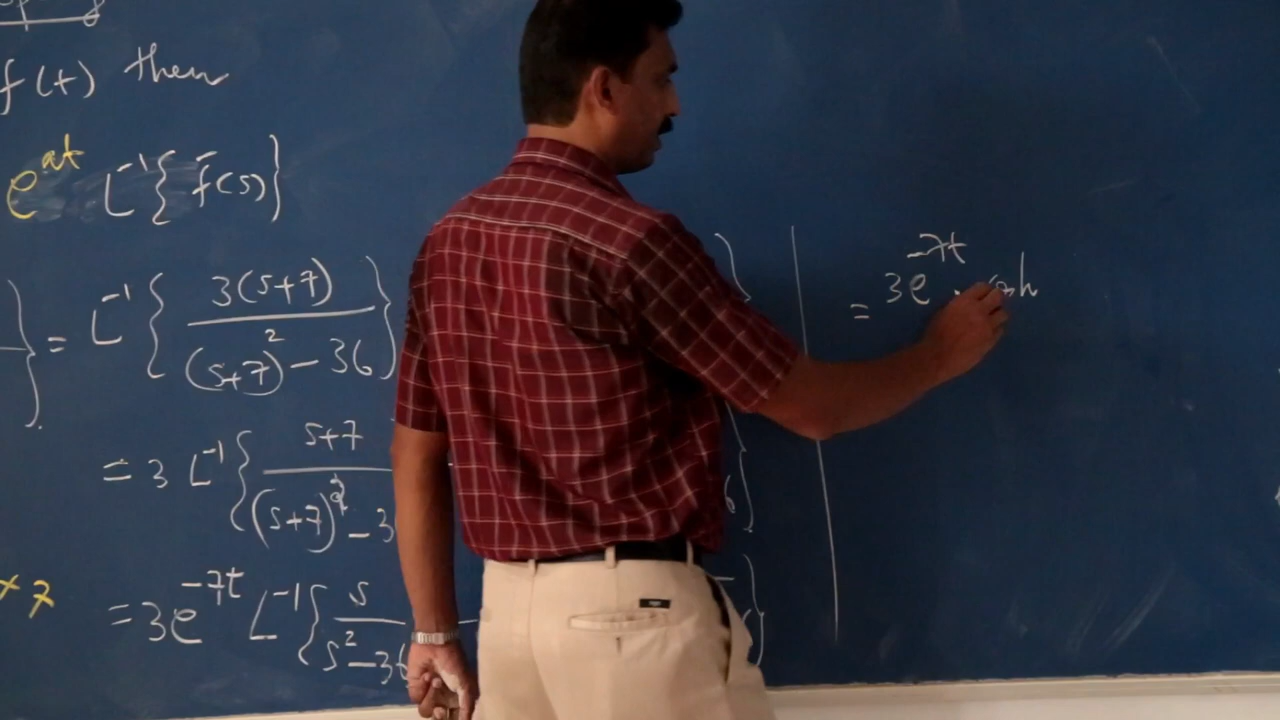 f(t) then
e^{at} L^{-1}{ f̄(s) }
} = L^{-1} { 3(s+7) / (s+7)^2 - 36 }
= 3 L^{-1} { s+7 / (s+7)^2 - 3
x 7 = 3e^{-7t} L^{-1} { s / s^2 - 36
= 3e^{-7t} . cosh